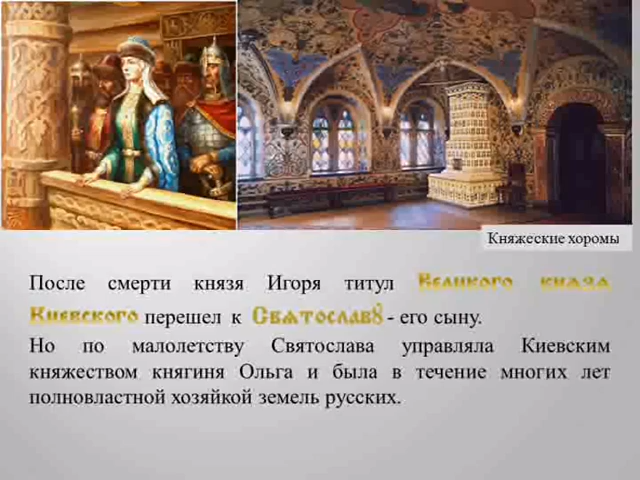 Княжеские хоромы
После смерти князя Игоря титул Великого князя
Киевского перешел к Святославу - его сыну.
Но по малолетству Святослава управляла Киевским
княжеством княгиня Ольга и была в течение многих лет
полновластной хозяйкой земель русских.